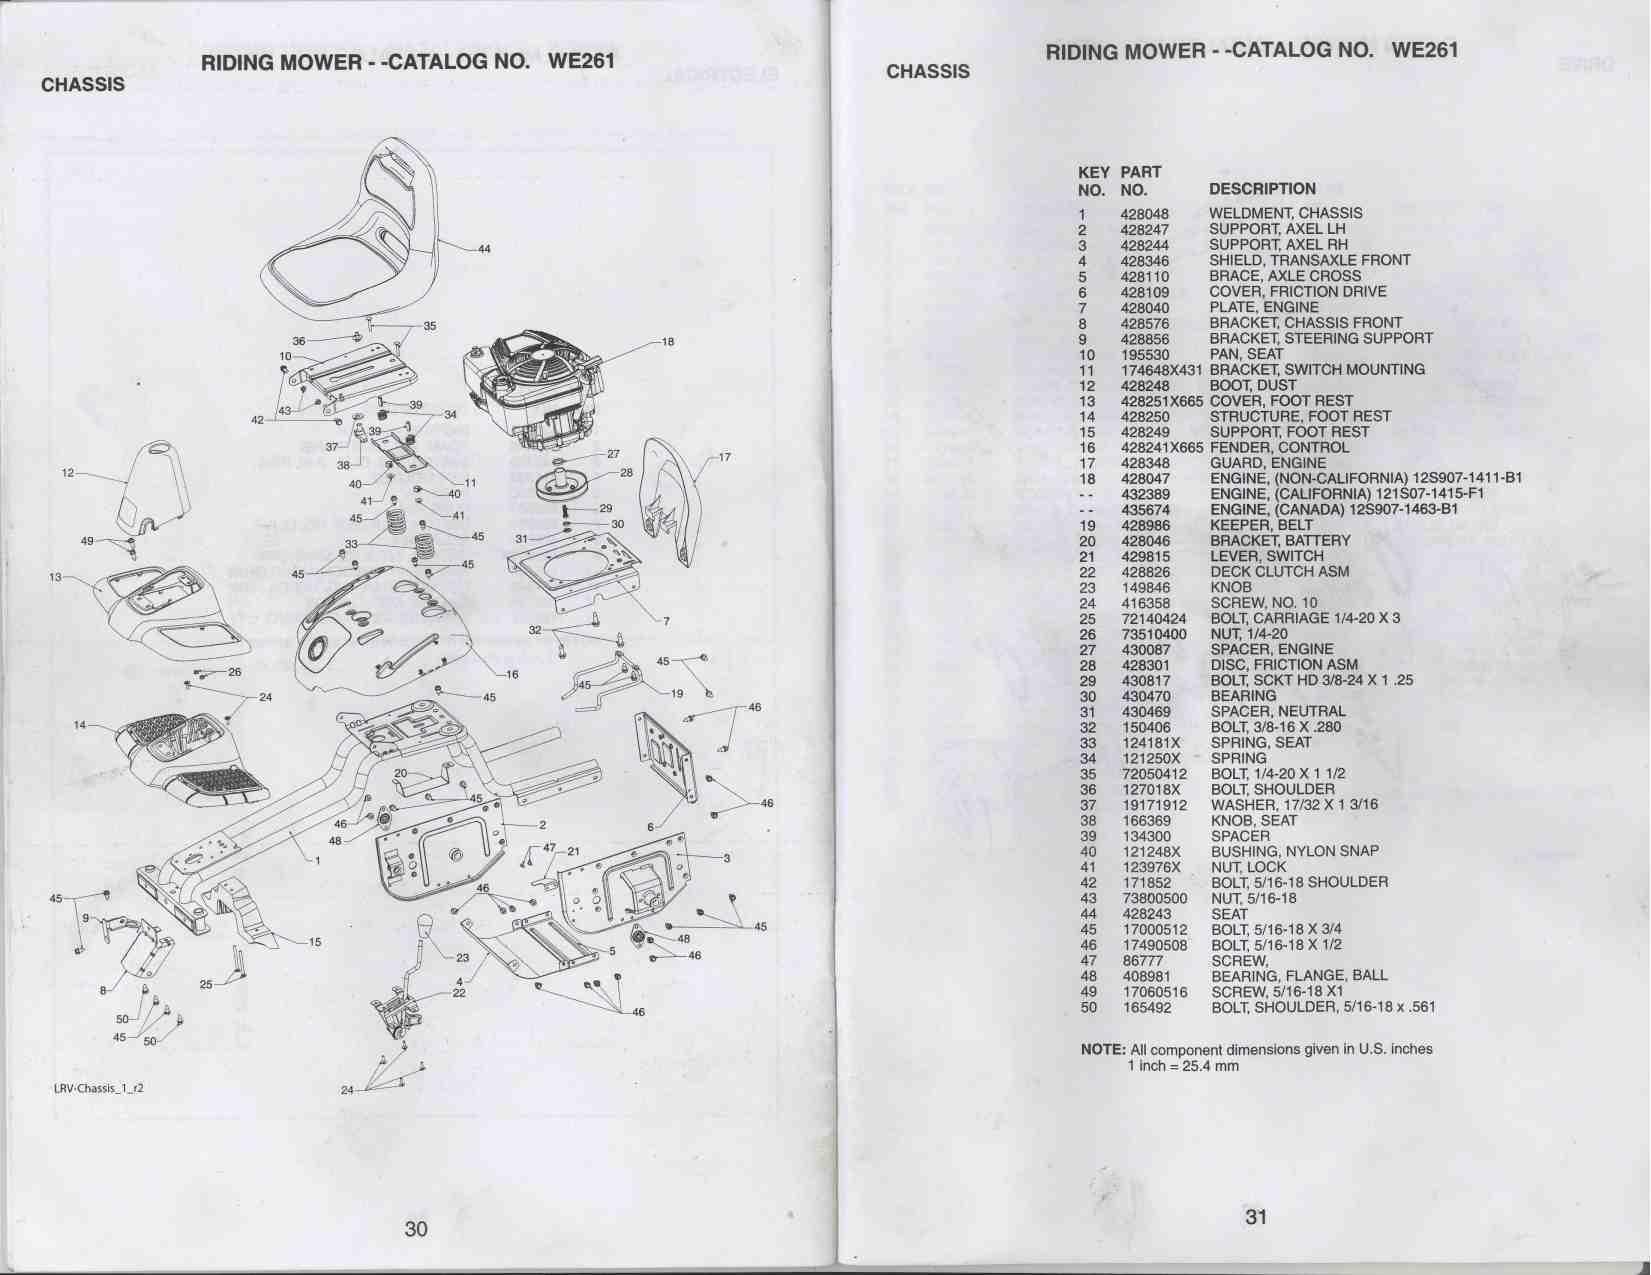 RIDING MOWER - -CATALOG NO. WE261
CHASSIS
44
35
36
10
18
43
39
34
42
39
37
38
27
17
12
28
11
40
40
41
29
41
45
30
45
49
33
31
45
45
13
7
32
16
45
26
45
45
19
24
46
14
20
45
46
46
48
2
6
1
47
21
3
46
45
9
45
15
48
5
46
23
4
25
8
22
46
50
45
50
24
LRV-Chassis_1_r2
30
RIDING MOWER - -CATALOG NO. WE261
CHASSIS
KEY PART
NO. NO. DESCRIPTION
1 428048 WELDMENT, CHASSIS
2 428247 SUPPORT, AXEL LH
3 428244 SUPPORT, AXEL RH
4 428346 SHIELD, TRANSAXLE FRONT
5 428110 BRACE, AXLE CROSS
6 428109 COVER, FRICTION DRIVE
7 428040 PLATE, ENGINE
8 428576 BRACKET, CHASSIS FRONT
9 428856 BRACKET, STEERING SUPPORT
10 195530 PAN, SEAT
11 174648X431 BRACKET, SWITCH MOUNTING
12 428248 BOOT, DUST
13 428251X665 COVER, FOOT REST
14 428250 STRUCTURE, FOOT REST
15 428249 SUPPORT, FOOT REST
16 428241X665 FENDER, CONTROL
17 428348 GUARD, ENGINE
18 428047 ENGINE, (NON-CALIFORNIA) 12S907-1411-B1
- - 432389 ENGINE, (CALIFORNIA) 121S07-1415-F1
- - 435674 ENGINE, (CANADA) 12S907-1463-B1
19 428986 KEEPER, BELT
20 428046 BRACKET, BATTERY
21 429815 LEVER, SWITCH
22 428826 DECK CLUTCH ASM
23 149846 KNOB
24 416358 SCREW, NO. 10
25 72140424 BOLT, CARRIAGE 1/4-20 X 3
26 73510400 NUT, 1/4-20
27 430087 SPACER, ENGINE
28 428301 DISC, FRICTION ASM
29 430817 BOLT, SCKT HD 3/8-24 X 1 .25
30 430470 BEARING
31 430469 SPACER, NEUTRAL
32 150406 BOLT, 3/8-16 X .280
33 124181X SPRING, SEAT
34 121250X SPRING
35 72050412 BOLT, 1/4-20 X 1 1/2
36 127018X BOLT, SHOULDER
37 19171912 WASHER, 17/32 X 1 3/16
38 166369 KNOB, SEAT
39 134300 SPACER
40 121248X BUSHING, NYLON SNAP
41 123976X NUT, LOCK
42 171852 BOLT, 5/16-18 SHOULDER
43 73800500 NUT, 5/16-18
44 428243 SEAT
45 17000512 BOLT, 5/16-18 X 3/4
46 17490508 BOLT, 5/16-18 X 1/2
47 86777 SCREW,
48 408981 BEARING, FLANGE, BALL
49 17060516 SCREW, 5/16-18 X1
50 165492 BOLT, SHOULDER, 5/16-18 x .561
NOTE: All component dimensions given in U.S. inches
1 inch = 25.4 mm
31